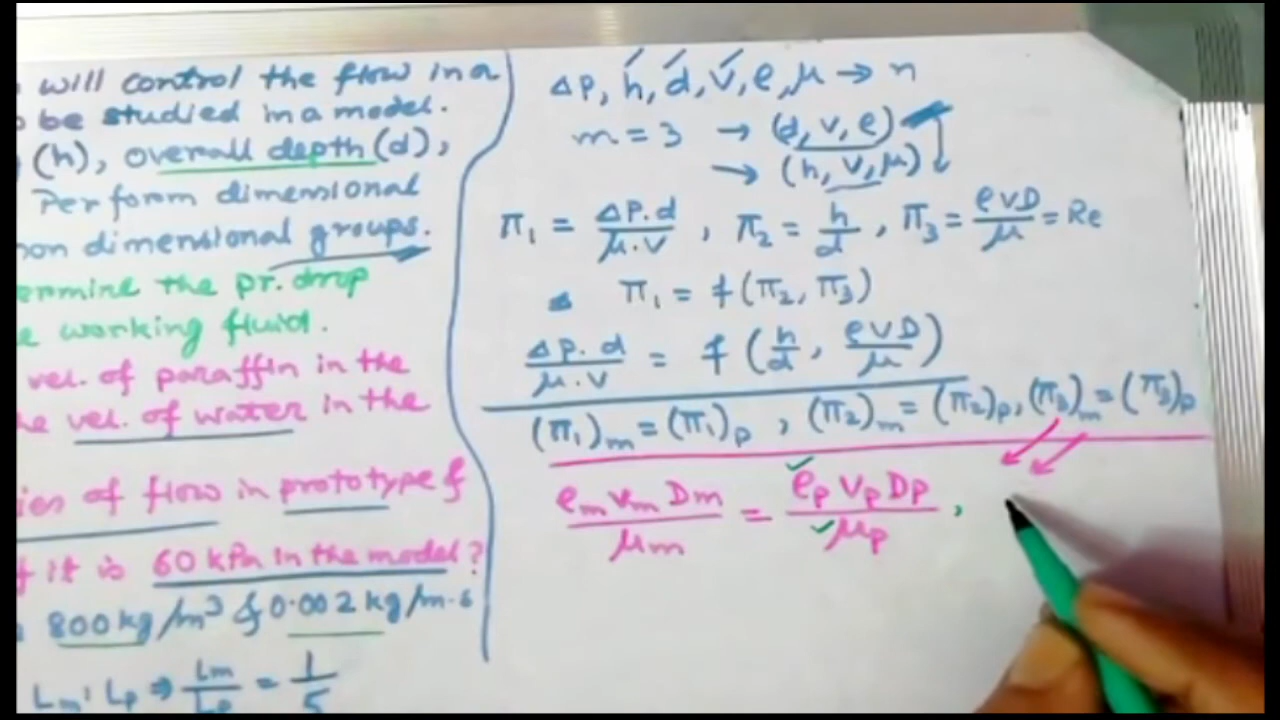 will control the flow in a
be studied in a model.
(h), overall depth (d),
Perform dimensional
non dimensional groups.
the pr. drop
working fluid.
vel. of paraffin in the
the vel. of water in the
of flow in prototype &
it is 60 kPa in the model?
800 kg/m³ & 0.002 kg/m-s
Lm: Lp ⇒ Lm/Lp = 1/5
ΔP, h, d, v, ρ, μ → n
m = 3 → (d, v, ρ)
→ (h, v, μ)
π₁ = ΔP.d/μ.v , π₂ = h/d , π₃ = ρVD/μ = Re
π₁ = f(π₂, π₃)
ΔP.d/μ.v = f(h/d, ρVD/μ)
(π₁)m = (π₁)p , (π₂)m = (π₂)p, (π₃)m = (π₃)p
ρm vm Dm/μm = ρp Vp Dp/μp ,